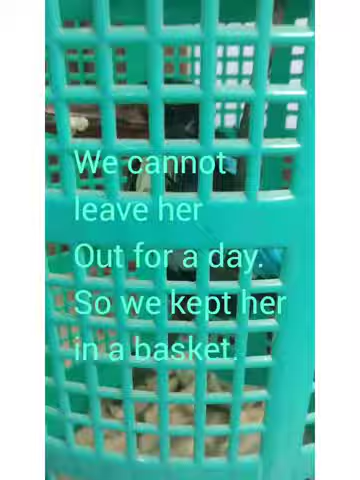 We cannot
leave her
Out for a day.
So we kept her
in a basket.